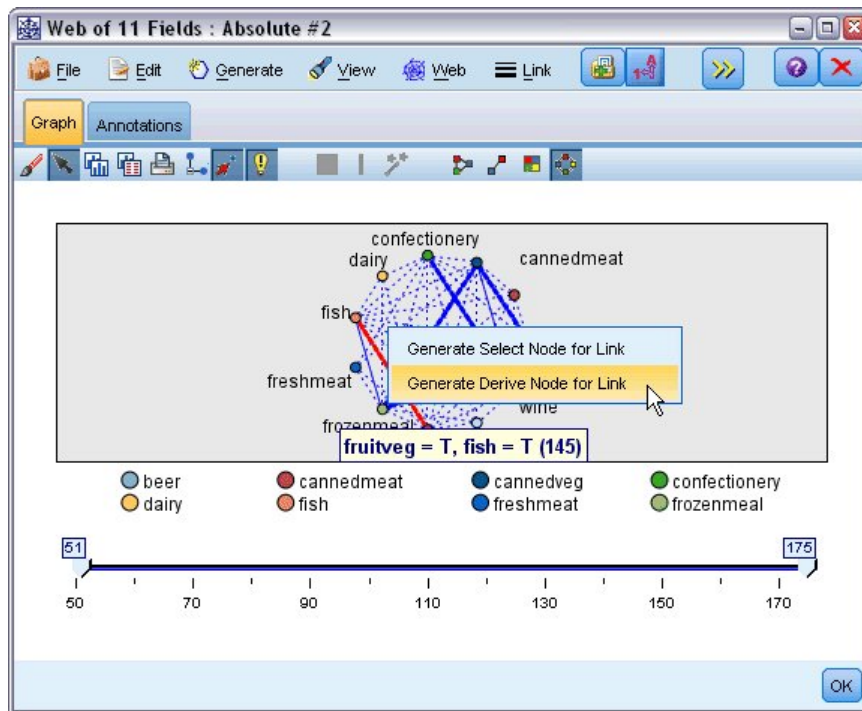 Web of 11 Fields : Absolute #2
File Edit Generate View Web Link
Graph Annotations
confectionery
dairy cannedmeat
fish
Generate Select Node for Link
freshmeat Generate Derive Node for Link
wine
frozenmeal
fruitveg = T, fish = T (145)
beer cannedmeat cannedveg confectionery
dairy fish freshmeat frozenmeal
51 175
50 70 90 110 130 150 170
OK